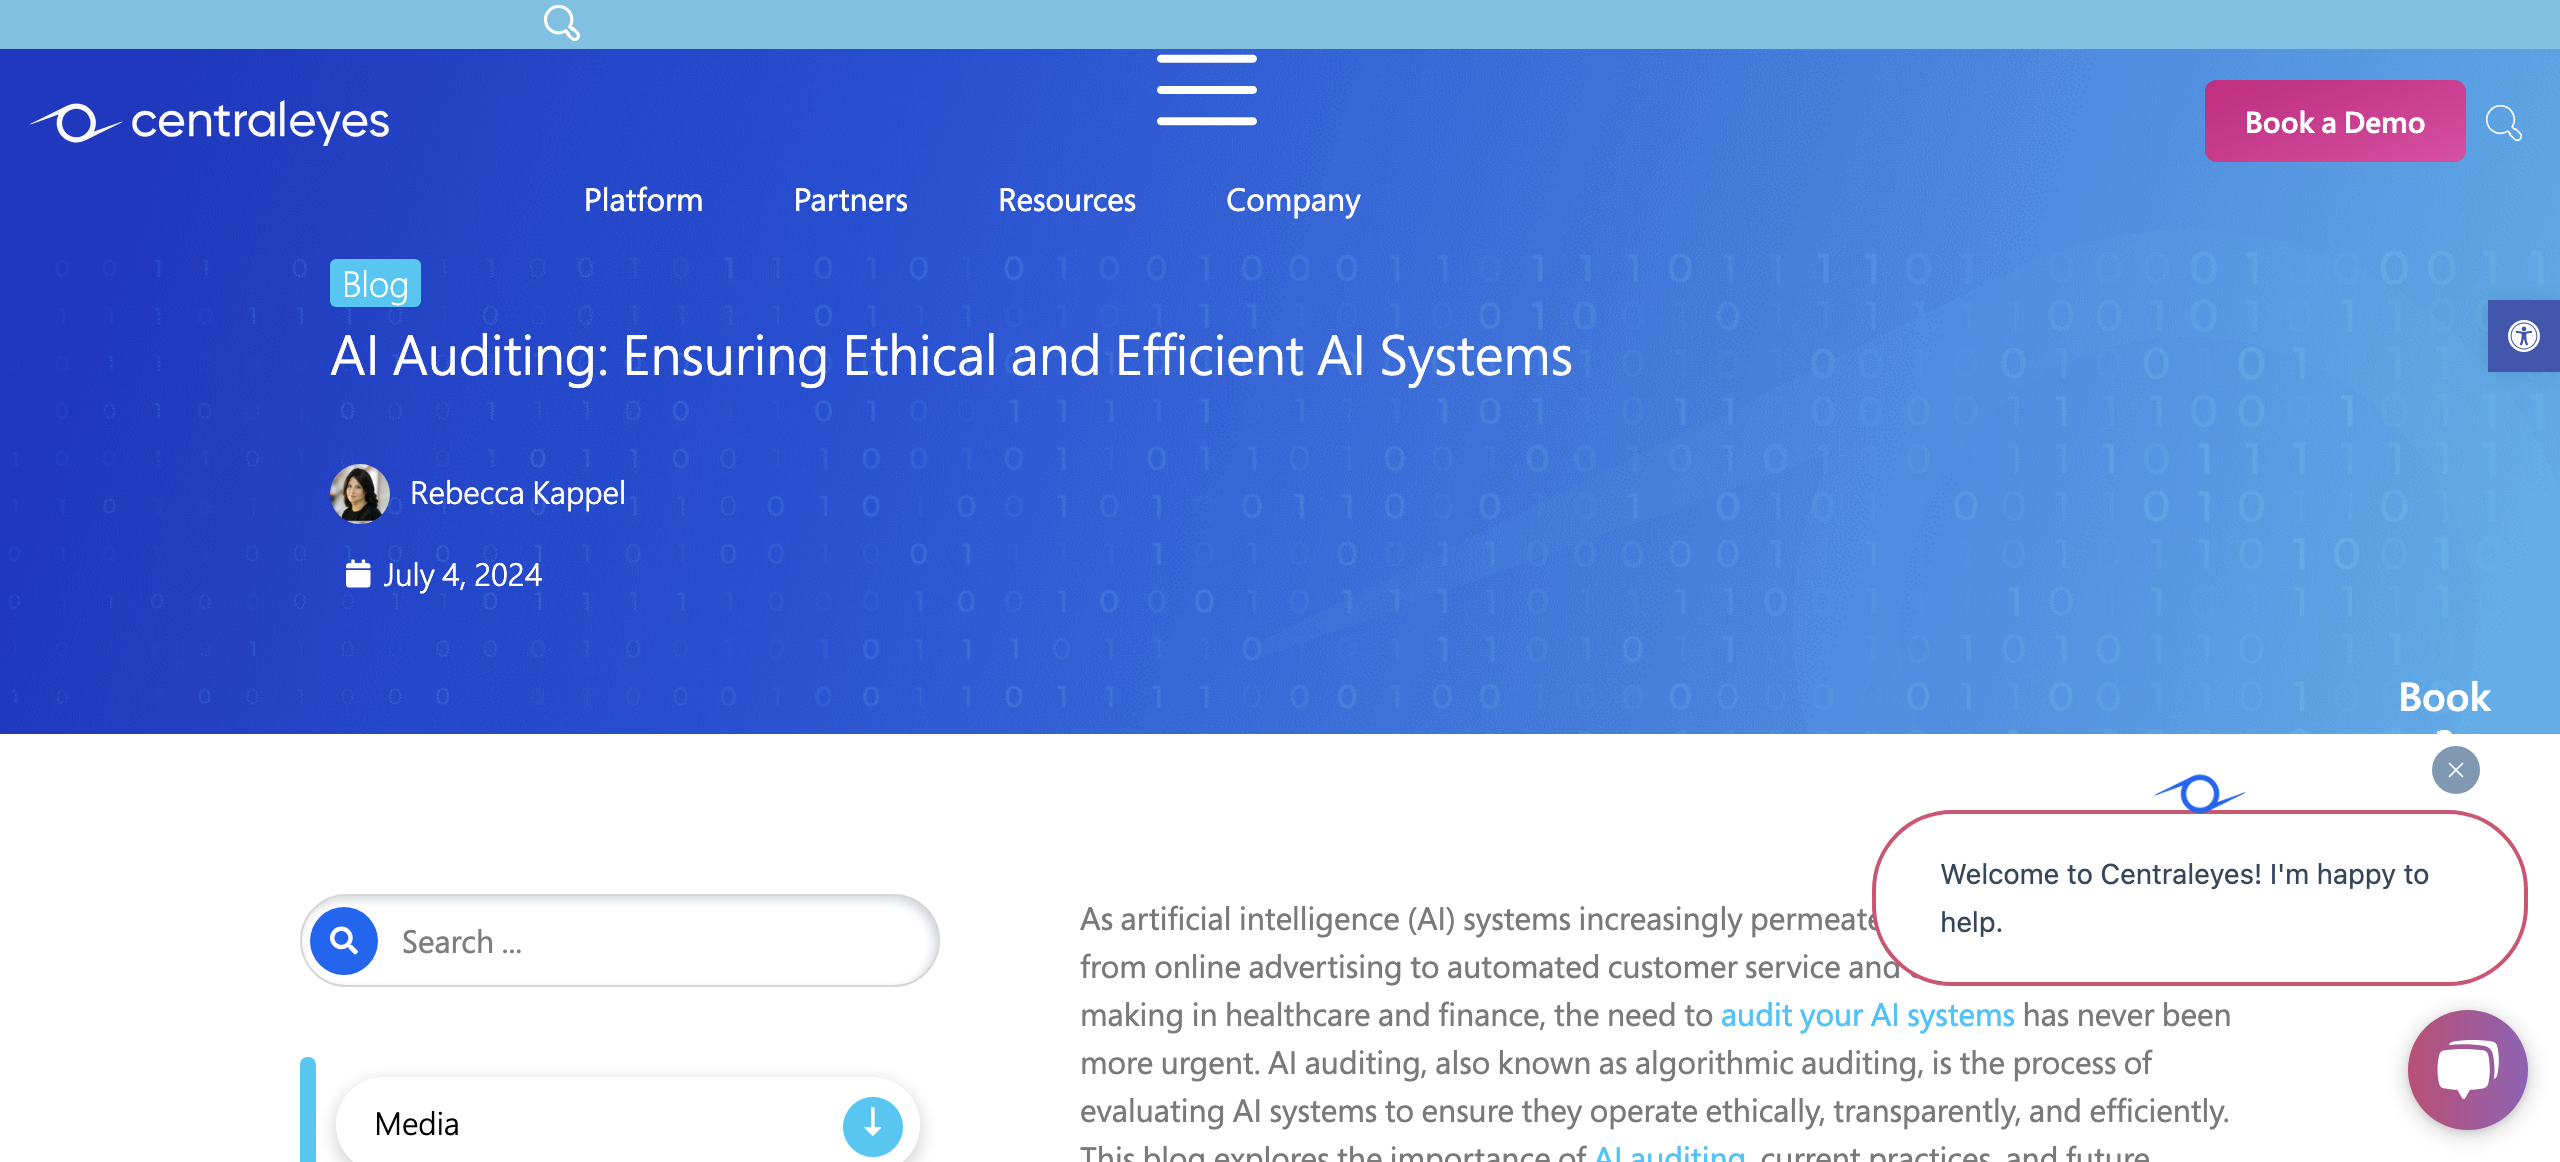 centraleyes
Book a Demo
Platform Partners Resources Company
Blog
AI Auditing: Ensuring Ethical and Efficient AI Systems
Rebecca Kappel
July 4, 2024
Book
Search ...
Media
Welcome to Centraleyes! I'm happy to
help.
As artificial intelligence (AI) systems increasingly permeate
from online advertising to automated customer service and
making in healthcare and finance, the need to audit your AI systems has never been
more urgent. AI auditing, also known as algorithmic auditing, is the process of
evaluating AI systems to ensure they operate ethically, transparently, and efficiently.
This blog explores the importance of AI auditing, current practices, and future